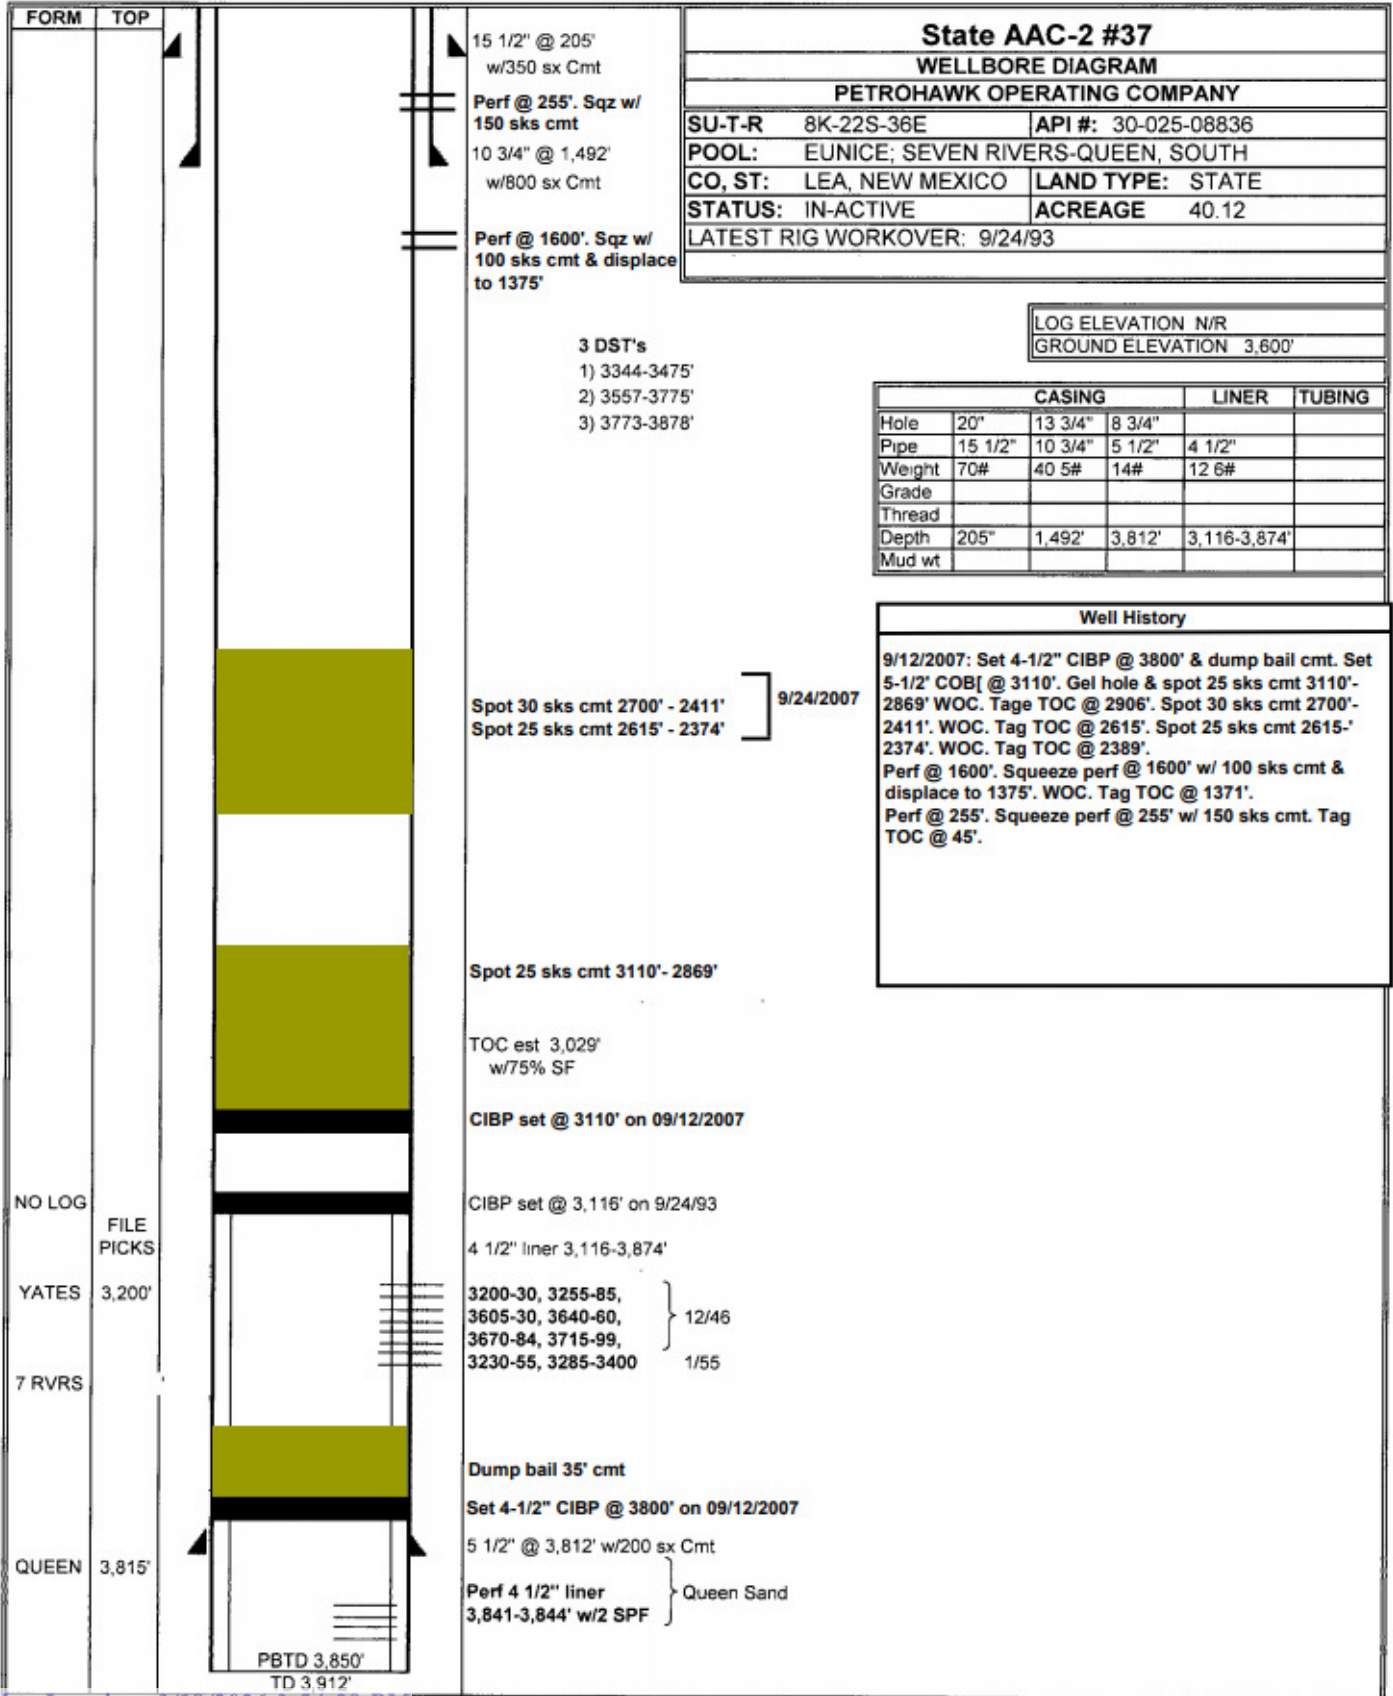 FORM TOP
15 1/2" @ 205'
w/350 sx Cmt
Perf @ 255'. Sqz w/
150 sks cmt
10 3/4" @ 1,492'
w/800 sx Cmt
Perf @ 1600'. Sqz w/
100 sks cmt & displace
to 1375'
State AAC-2 #37
WELLBORE DIAGRAM
PETROHAWK OPERATING COMPANY
SU-T-R 8K-22S-36E API #: 30-025-08836
POOL: EUNICE; SEVEN RIVERS-QUEEN, SOUTH
CO, ST: LEA, NEW MEXICO LAND TYPE: STATE
STATUS: IN-ACTIVE ACREAGE 40.12
LATEST RIG WORKOVER: 9/24/93
LOG ELEVATION N/R
GROUND ELEVATION 3,600'
3 DST's
1) 3344-3475'
2) 3557-3775'
3) 3773-3878'
CASING LINER TUBING
Hole 20" 13 3/4" 8 3/4"
Pipe 15 1/2" 10 3/4" 5 1/2" 4 1/2"
Weight 70# 40 5# 14# 12 6#
Grade
Thread
Depth 205" 1,492' 3,812' 3,116-3,874'
Mud wt
Well History
9/12/2007: Set 4-1/2" CIBP @ 3800' & dump bail cmt. Set
5-1/2' COB[ @ 3110'. Gel hole & spot 25 sks cmt 3110'-
2869' WOC. Tage TOC @ 2906'. Spot 30 sks cmt 2700'-
2411'. WOC. Tag TOC @ 2615'. Spot 25 sks cmt 2615-'
2374'. WOC. Tag TOC @ 2389'.
Perf @ 1600'. Squeeze perf @ 1600' w/ 100 sks cmt &
displace to 1375'. WOC. Tag TOC @ 1371'.
Perf @ 255'. Squeeze perf @ 255' w/ 150 sks cmt. Tag
TOC @ 45'.
Spot 30 sks cmt 2700' - 2411'
Spot 25 sks cmt 2615' - 2374'
9/24/2007
Spot 25 sks cmt 3110'- 2869'
TOC est 3,029'
w/75% SF
CIBP set @ 3110' on 09/12/2007
NO LOG
FILE
PICKS
CIBP set @ 3,116' on 9/24/93
4 1/2" liner 3,116-3,874'
YATES 3,200'
3200-30, 3255-85,
3605-30, 3640-60,
3670-84, 3715-99,
12/46
3230-55, 3285-3400 1/55
7 RVRS
Dump bail 35' cmt
Set 4-1/2" CIBP @ 3800' on 09/12/2007
5 1/2" @ 3,812' w/200 sx Cmt
QUEEN 3,815'
Perf 4 1/2" liner
3,841-3,844' w/2 SPF
Queen Sand
PBTD 3,850'
TD 3,912'